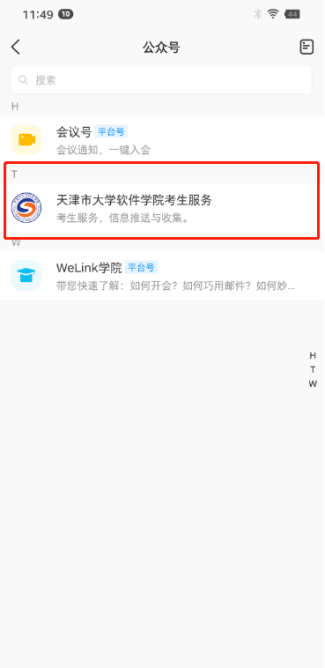 11:49 10 44
公众号
搜索
H
会议号 平台号
会议通知，一键入会
T
天津市大学软件学院考生服务
考生服务，信息推送与收集。
W
WeLink学院 平台号
带您快速了解：如何开会？如何巧用邮件？如何妙...
H
T
W